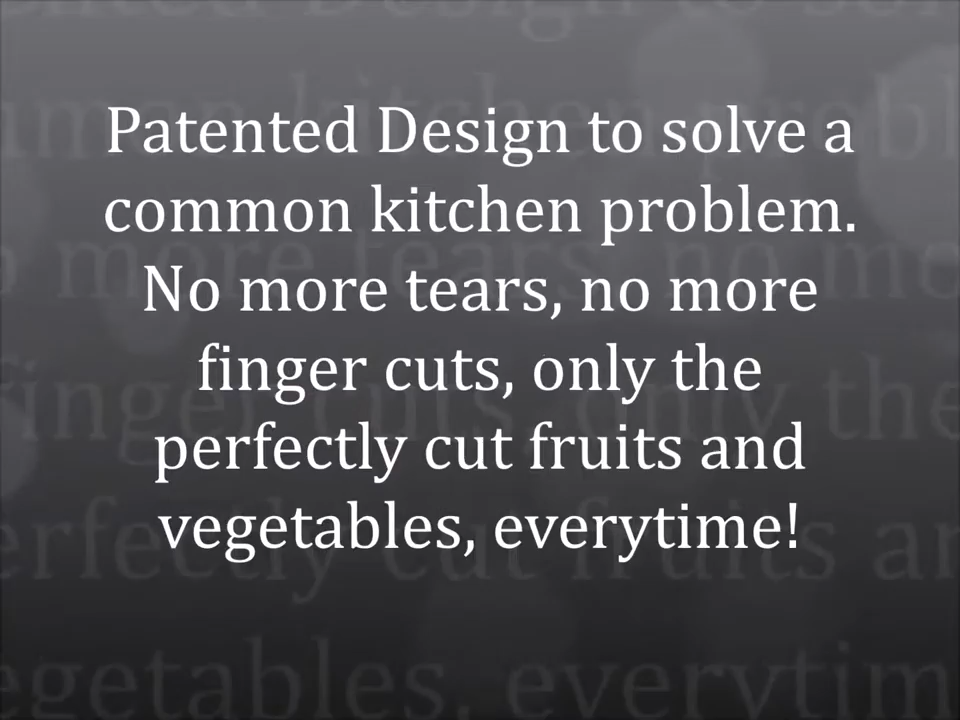 Patented Design to solve a
common kitchen problem.
No more tears, no more
finger cuts, only the
perfectly cut fruits and
vegetables, everytime!